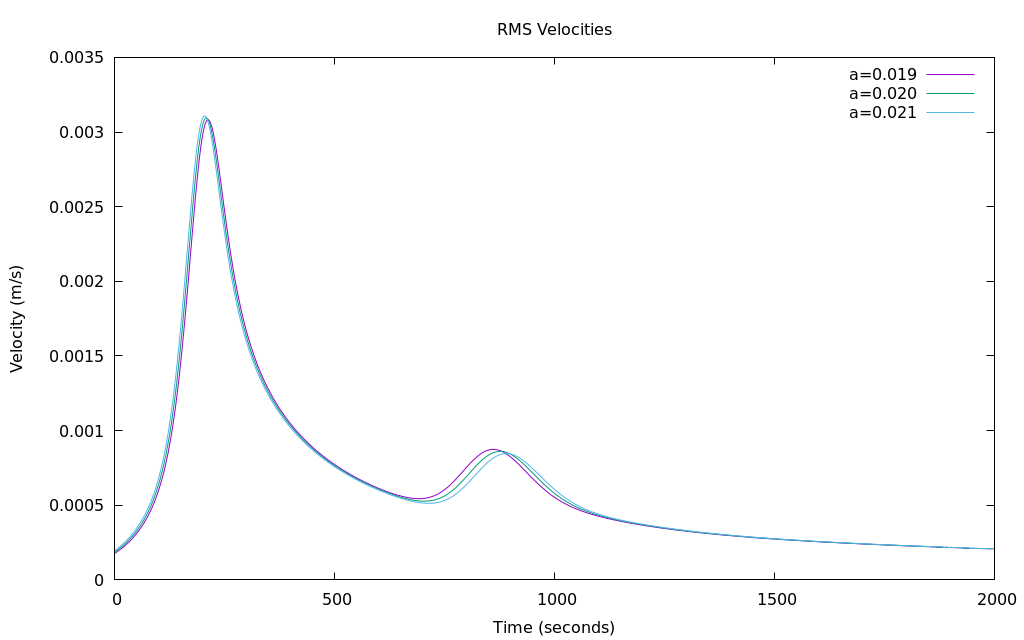 RMS Velocities
0.0035
0.003
0.0025
0.002
0.0015
0.001
0.0005
0
Velocity (m/s)
a=0.019
a=0.020
a=0.021
0 500 1000 1500 2000
Time (seconds)